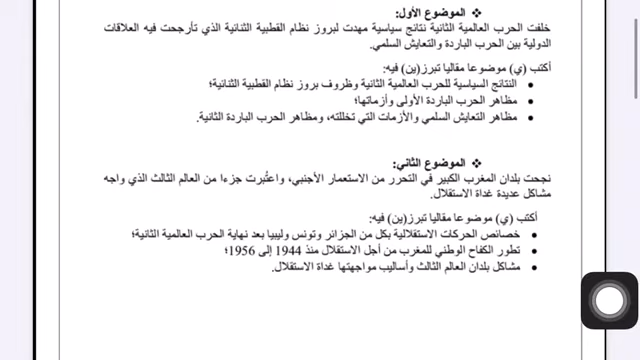 ❖ الموضوع الأول:
خلفت الحرب العالمية الثانية نتائج سياسية مهدت لبروز نظام القطبية الثنائية الذي تأرجحت فيه العلاقات
الدولية بين الحرب الباردة والتعايش السلمي.
أكتب (ي) موضوعا مقاليا تبرز(ين) فيه:
• النتائج السياسية للحرب العالمية الثانية وظروف بروز نظام القطبية الثنائية؛
• مظاهر الحرب الباردة الأولى وأزماتها؛
• مظاهر التعايش السلمي والأزمات التي تخللته، ومظاهر الحرب الباردة الثانية.
❖ الموضوع الثاني:
نجحت بلدان المغرب الكبير في التحرر من الاستعمار الأجنبي، واعتُبرت جزءا من العالم الثالث الذي واجه
مشاكل عديدة غداة الاستقلال.
أكتب (ي) موضوعا مقاليا تبرز(ين) فيه:
• خصائص الحركات الاستقلالية بكل من الجزائر وتونس وليبيا بعد نهاية الحرب العالمية الثانية؛
• تطور الكفاح الوطني للمغرب من أجل الاستقلال منذ 1944 إلى 1956؛
• مشاكل بلدان العالم الثالث وأساليب مواجهتها غداة الاستقلال.